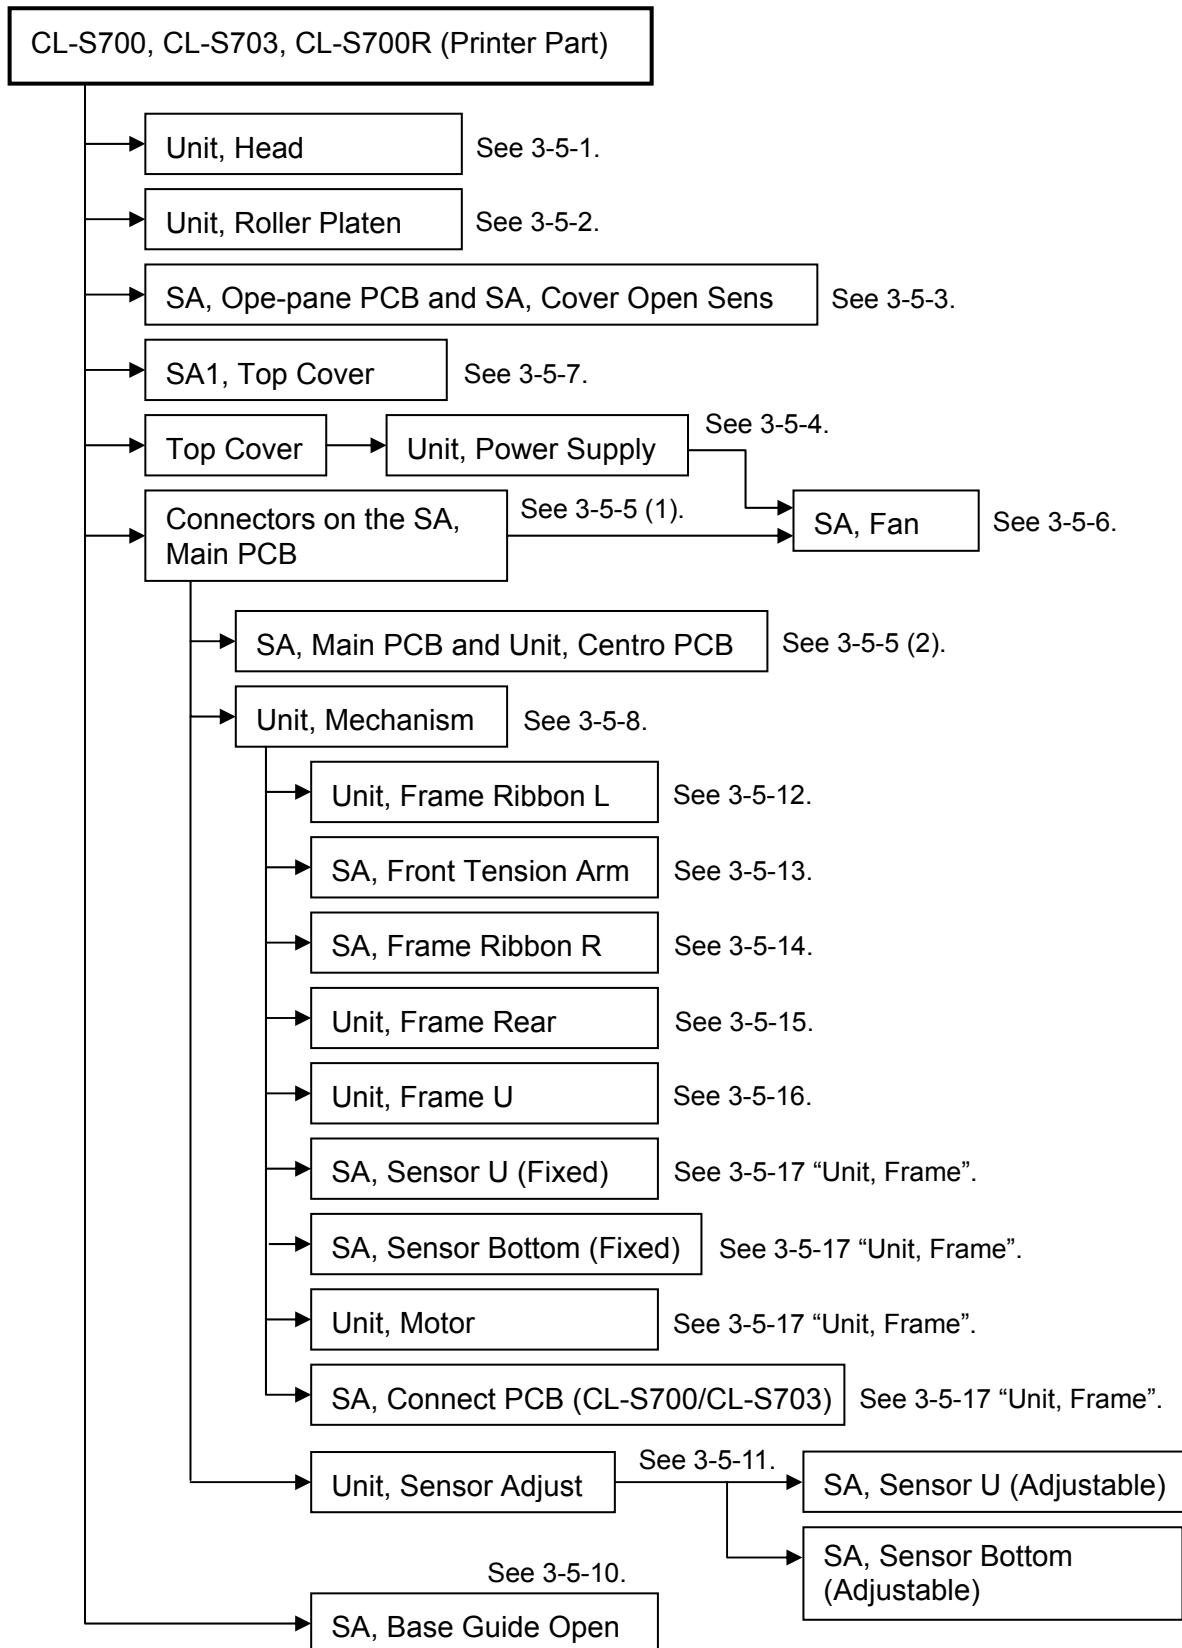 CL-S700, CL-S703, CL-S700R (Printer Part)
Unit, Head
See 3-5-1.
Unit, Roller Platen
See 3-5-2.
SA, Ope-pane PCB and SA, Cover Open Sens
See 3-5-3.
SA1, Top Cover
See 3-5-7.
Top Cover
Unit, Power Supply
See 3-5-4.
Connectors on the SA,
Main PCB
See 3-5-5 (1).
SA, Fan
See 3-5-6.
SA, Main PCB and Unit, Centro PCB
See 3-5-5 (2).
Unit, Mechanism
See 3-5-8.
Unit, Frame Ribbon L
See 3-5-12.
SA, Front Tension Arm
See 3-5-13.
SA, Frame Ribbon R
See 3-5-14.
Unit, Frame Rear
See 3-5-15.
Unit, Frame U
See 3-5-16.
SA, Sensor U (Fixed)
See 3-5-17 “Unit, Frame”.
SA, Sensor Bottom (Fixed)
See 3-5-17 “Unit, Frame”.
Unit, Motor
See 3-5-17 “Unit, Frame”.
SA, Connect PCB (CL-S700/CL-S703)
See 3-5-17 “Unit, Frame”.
Unit, Sensor Adjust
See 3-5-11.
SA, Sensor U (Adjustable)
SA, Sensor Bottom
(Adjustable)
See 3-5-10.
SA, Base Guide Open